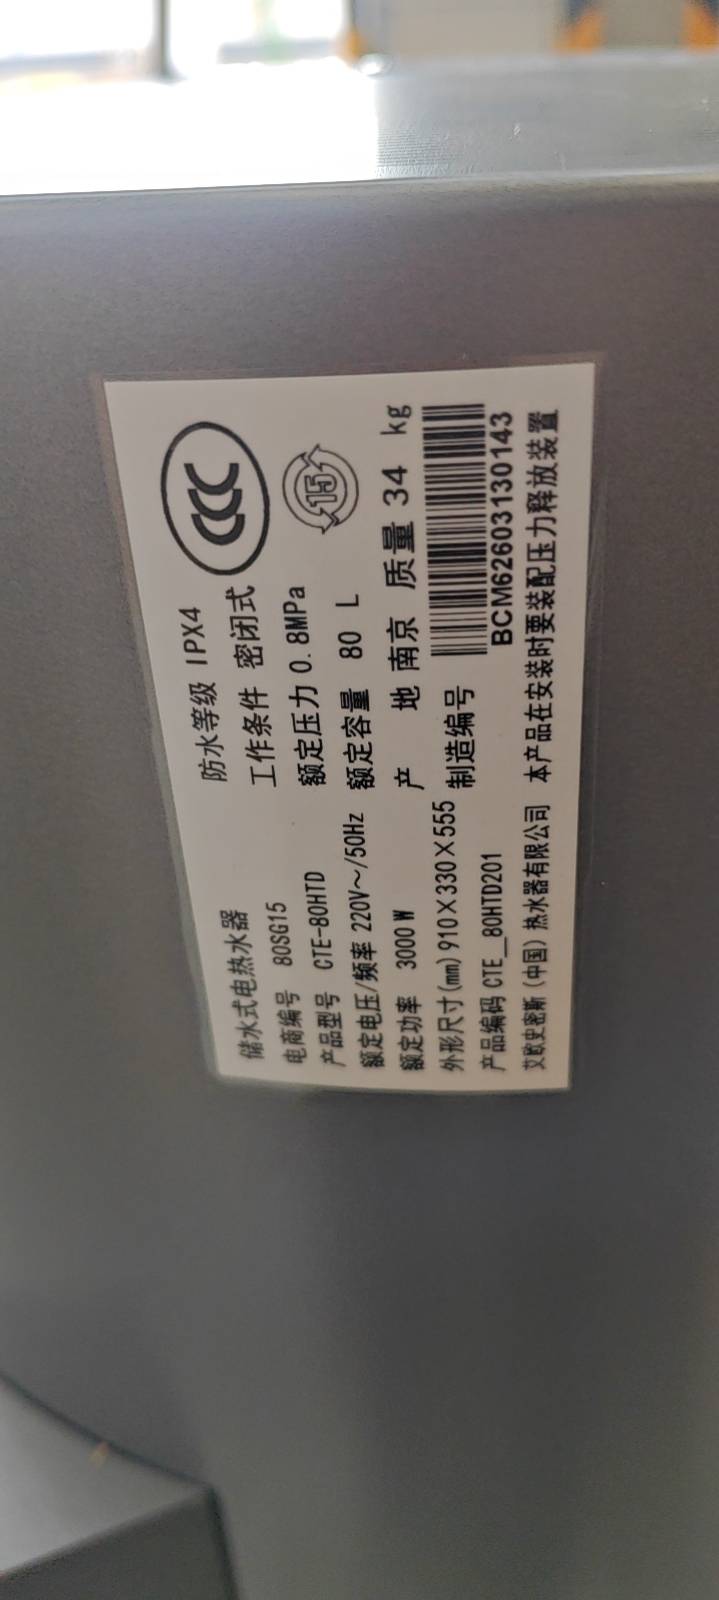 储水式电热水器
电商编号 80SG15
产品型号 CTE-80HTD
额定电压/频率 220V～/50Hz
额定功率 3000W
外形尺寸(mm) 910×330×555
产品编码 CTE_80HTD201
艾欧史密斯（中国）热水器有限公司
防水等级 IPX4
工作条件 密闭式
额定压力 0.8MPa
额定容量 80 L
产 地 南京 质量 34 kg
制造编号
BCM62603130143
本产品在安装时要装配压力释放装置
CCC
15